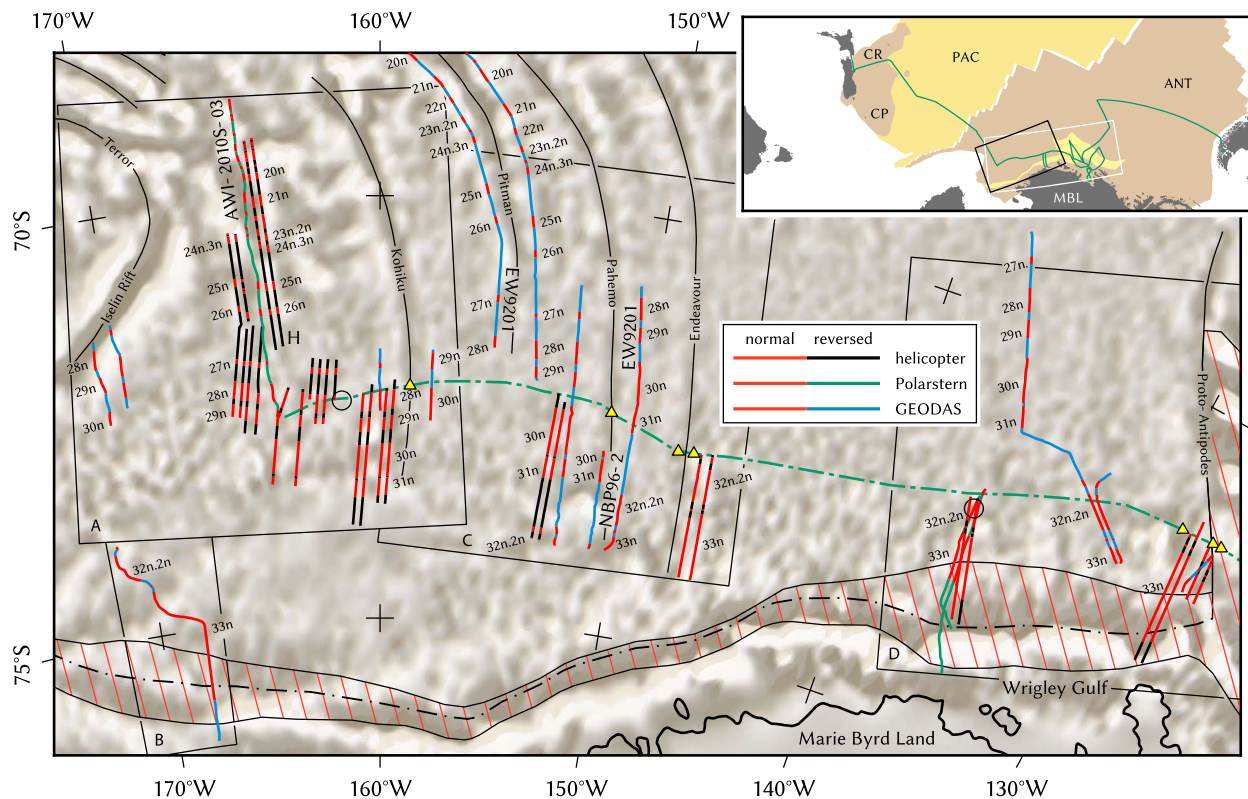 170°W
160°W
150°W
CR
PAC
ANT
CP
MBL
70°S
75°S
Terror
Iselin Rift
AWI-2010S-03
20n
21n
23n.2n
24n.3n
25n
26n
24n.3n
25n
26n
H
27n
28n
29n
28n
29n
30n
Kohiku
20n
21n
22n
23n.2n
24n.3n
25n
26n
27n
28n
Pitman
EW9201
20n
21n
22n
23n.2n
24n.3n
25n
26n
27n
28n
29n
Pahemo
EW9201
28n
29n
30n
31n
Endeavour
29n
30n
28n
29n
30n
31n
30n
31n
32n.2n
30n
31n
NBP96-2
32n.2n
33n
32n.2n
33n
normal
reversed
helicopter
Polarstern
GEODAS
27n
28n
29n
30n
31n
32n.2n
33n
32n.2n
33n
33n
Proto-Antipodes
A
C
32n.2n
33n
B
D
Wrigley Gulf
Marie Byrd Land
170°W
160°W
150°W
140°W
130°W